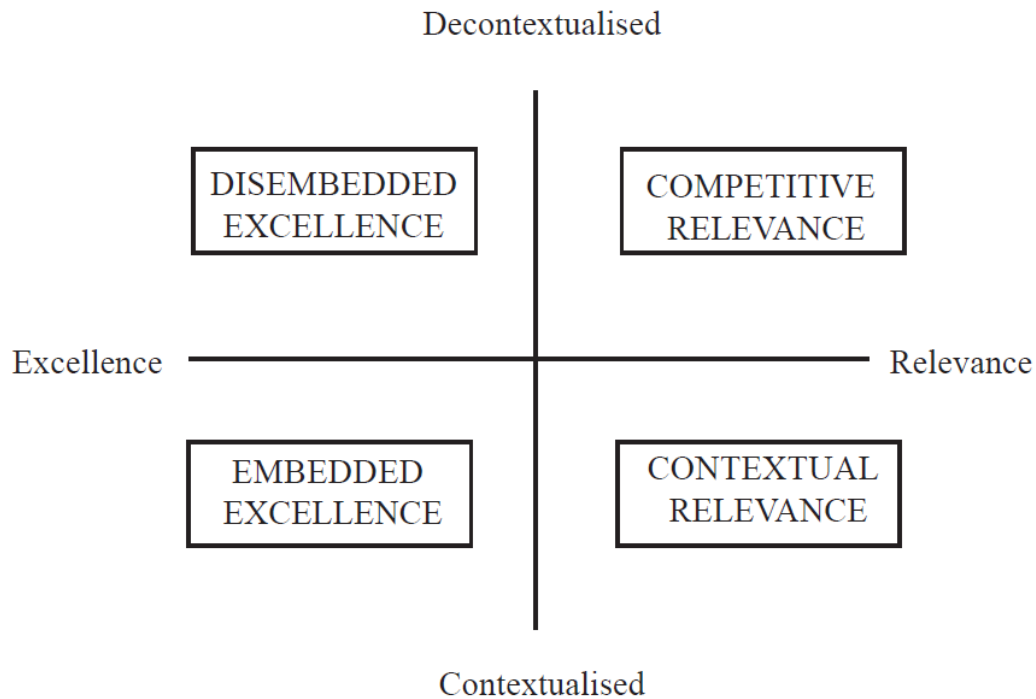 Decontextualised
DISEMBEDDED
EXCELLENCE
COMPETITIVE
RELEVANCE
Excellence
Relevance
EMBEDDED
EXCELLENCE
CONTEXTUAL
RELEVANCE
Contextualised